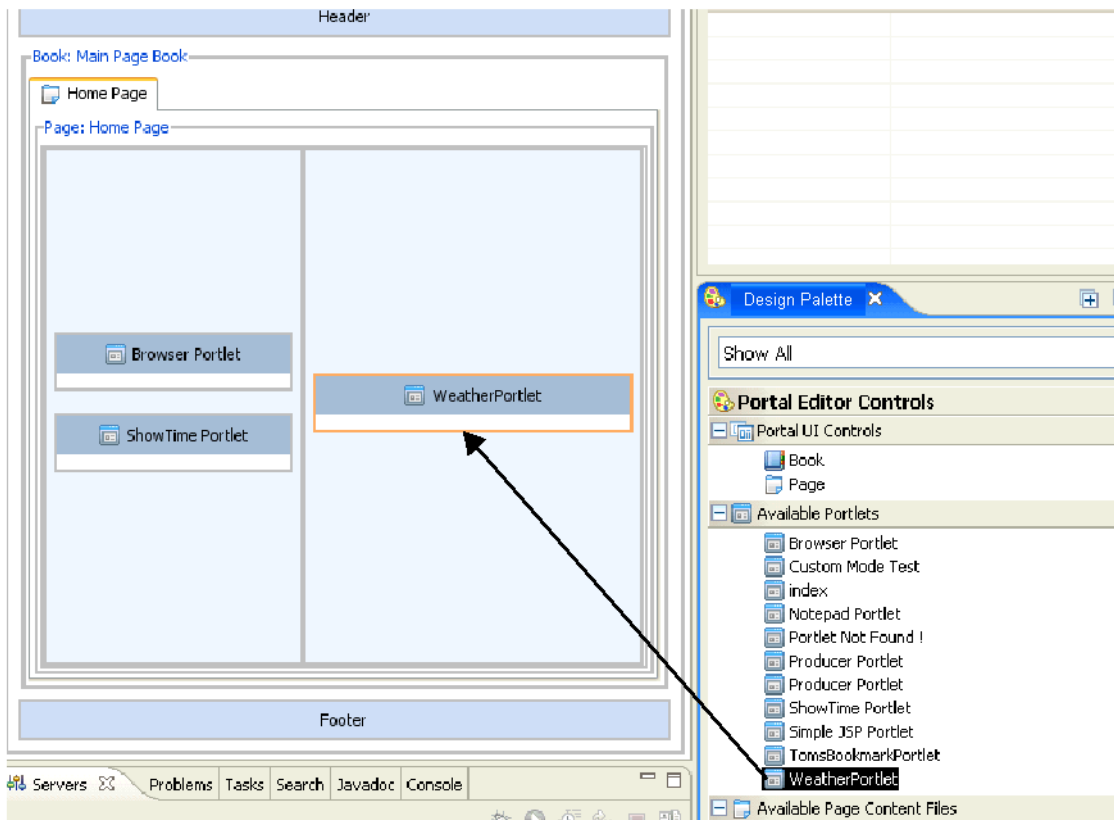 Header
Book: Main Page Book
Home Page
Page: Home Page
Browser Portlet
ShowTime Portlet
WeatherPortlet
Footer
Servers Problems Tasks Search Javadoc Console
Design Palette
Show All
Portal Editor Controls
Portal UI Controls
Book
Page
Available Portlets
Browser Portlet
Custom Mode Test
index
Notepad Portlet
Portlet Not Found !
Producer Portlet
Producer Portlet
ShowTime Portlet
Simple JSP Portlet
TomsBookmarkPortlet
WeatherPortlet
Available Page Content Files